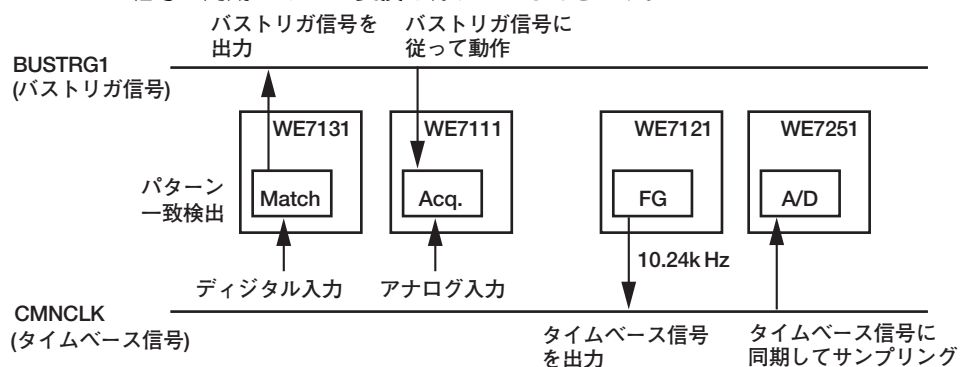 バストリガ信号を
出力
バストリガ信号に
従って動作
BUSTRG1
(バストリガ信号)
WE7131
WE7111
WE7121
WE7251
パターン
一致検出
Match
Acq.
FG
A/D
10.24k Hz
ディジタル入力
アナログ入力
CMNCLK
(タイムベース信号)
タイムベース信号
を出力
タイムベース信号に
同期してサンプリング